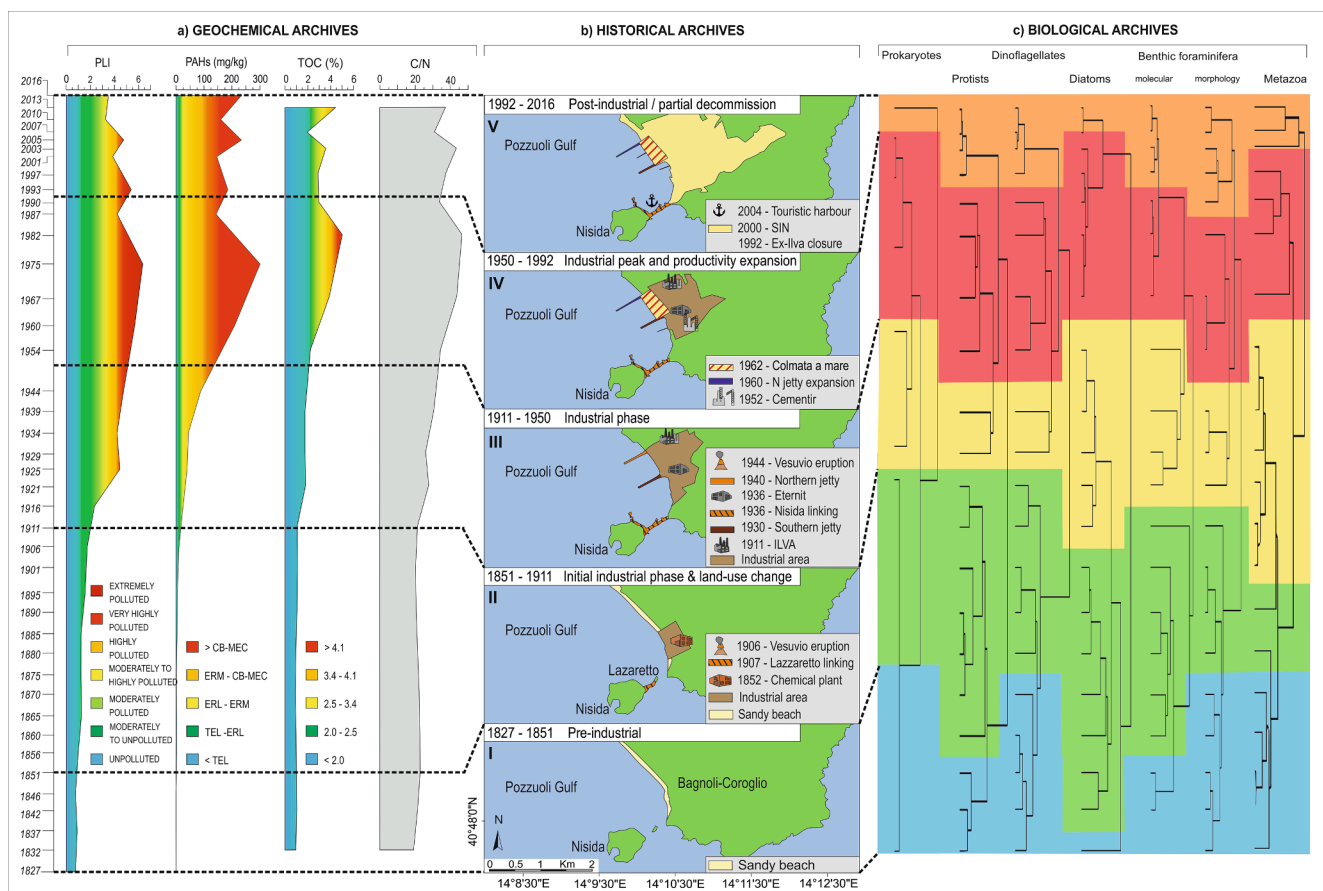 a) GEOCHEMICAL ARCHIVES
PLI
PAHs (mg/kg)
TOC (%)
C/N
0 2 4 6
0 100 200 300
0 2 4 6
0 20 40
2016
2013
2010
2007
2005
2003
2001
1997
1993
1990
1987
1982
1975
1967
1960
1954
1944
1939
1934
1929
1925
1921
1916
1911
1906
1901
1895
1890
1885
1880
1875
1870
1865
1860
1856
1851
1846
1842
1837
1832
1827
EXTREMELY
POLLUTED
VERY HIGHLY
POLLUTED
HIGHLY
POLLUTED
MODERATELY TO
HIGHLY POLLUTED
MODERATELY
POLLUTED
MODERATELY
TO UNPOLLUTED
UNPOLLUTED
> CB-MEC
ERM - CB-MEC
ERL - ERM
TEL -ERL
< TEL
> 4.1
3.4 - 4.1
2.5 - 3.4
2.0 - 2.5
< 2.0
b) HISTORICAL ARCHIVES
1992 - 2016 Post-industrial / partial decommission
V
Pozzuoli Gulf
Nisida
2004 - Touristic harbour
2000 - SIN
1992 - Ex-Ilva closure
1950 - 1992 Industrial peak and productivity expansion
IV
Pozzuoli Gulf
Nisida
1962 - Colmata a mare
1960 - N jetty expansion
1952 - Cementir
1911 - 1950 Industrial phase
III
Pozzuoli Gulf
Nisida
1944 - Vesuvio eruption
1940 - Northern jetty
1936 - Eternit
1936 - Nisida linking
1930 - Southern jetty
1911 - ILVA
Industrial area
1851 - 1911 Initial industrial phase & land-use change
II
Pozzuoli Gulf
Lazaretto
Nisida
1906 - Vesuvio eruption
1907 - Lazzaretto linking
1852 - Chemical plant
Industrial area
Sandy beach
1827 - 1851 Pre-industrial
I
Pozzuoli Gulf
Bagnoli-Coroglio
N
Nisida
0 0.5 1 Km 2
Sandy beach
40°48'0"N
14°8'30"E 14°9'30"E 14°10'30"E 14°11'30"E 14°12'30"E
c) BIOLOGICAL ARCHIVES
Prokaryotes
Protists
Dinoflagellates
Diatoms
Benthic foraminifera
molecular
morphology
Metazoa